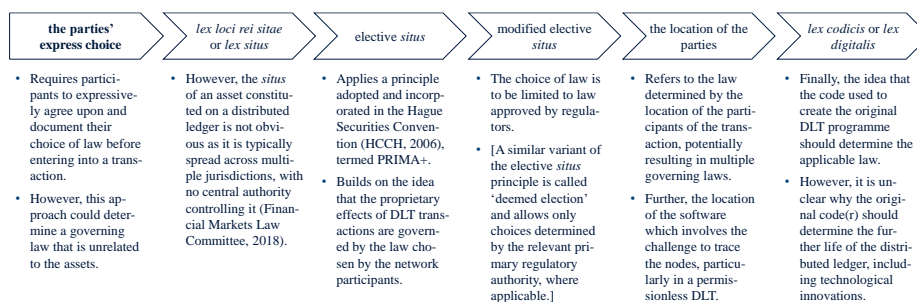 the parties'
express choice
• Requires partici-
pants to expressive-
ly agree upon and
document their
choice of law before
entering into a trans-
action.
• However, this ap-
proach could deter-
mine a governing
law that is unrelated
to the assets.
lex loci rei sitae
or lex situs
• However, the situs
of an asset constitu-
ted on a distributed
ledger is not obvi-
ous as it is typically
spread across multi-
ple jurisdictions, with
no central authority
controlling it (Finan-
cial Markets Law
Committee, 2018).
elective situs
• Applies a principle
adopted and incorp-
orated in the Hague
Securities Conven-
tion (HCCH, 2006),
termed PRIMA+.
• Builds on the idea
that the proprietary
effects of DLT trans-
actions are govern-
ed by the law cho-
sen by the network
participants.
modified elective
situs
• The choice of law is
to be limited to law
approved by regula-
tors.
• [A similar variant of
the elective situs
principle is called
‘deemed election’
and allows only
choices determined
by the relevant pri-
mary regulatory
authority, where
applicable.]
the location of the
parties
• Refers to the law
determined by the
location of the parti-
cipants of the trans-
action, potentially
resulting in multiple
governing laws.
• Further, the location
of the software
which involves the
challenge to trace
the nodes, particu-
larly in a permis-
sionless DLT.
lex codicis or lex
digitalis
• Finally, the idea that
the code used to
create the original
DLT programme
should determine the
applicable law.
• However, it is un-
clear why the origi-
nal code(r) should
determine the fur-
ther life of the distri-
buted ledger, includ-
ing technological
innovations.